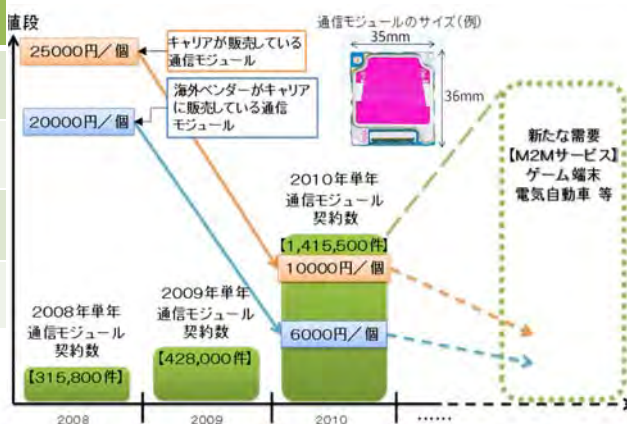 値段
25000円／個
キャリアが販売している
通信モジュール
20000円／個
海外ベンダーがキャリア
に販売している通信
モジュール
通信モジュールのサイズ（例）
35mm
36mm
新たな需要
【M2Mサービス】
ゲーム端末
電気自動車 等
2010年単年
通信モジュール
契約数
【1,415,500件】
10000円／個
6000円／個
2009年単年
通信モジュール
契約数
【428,000件】
2008年単年
通信モジュール
契約数
【315,800件】
2008
2009
2010
……